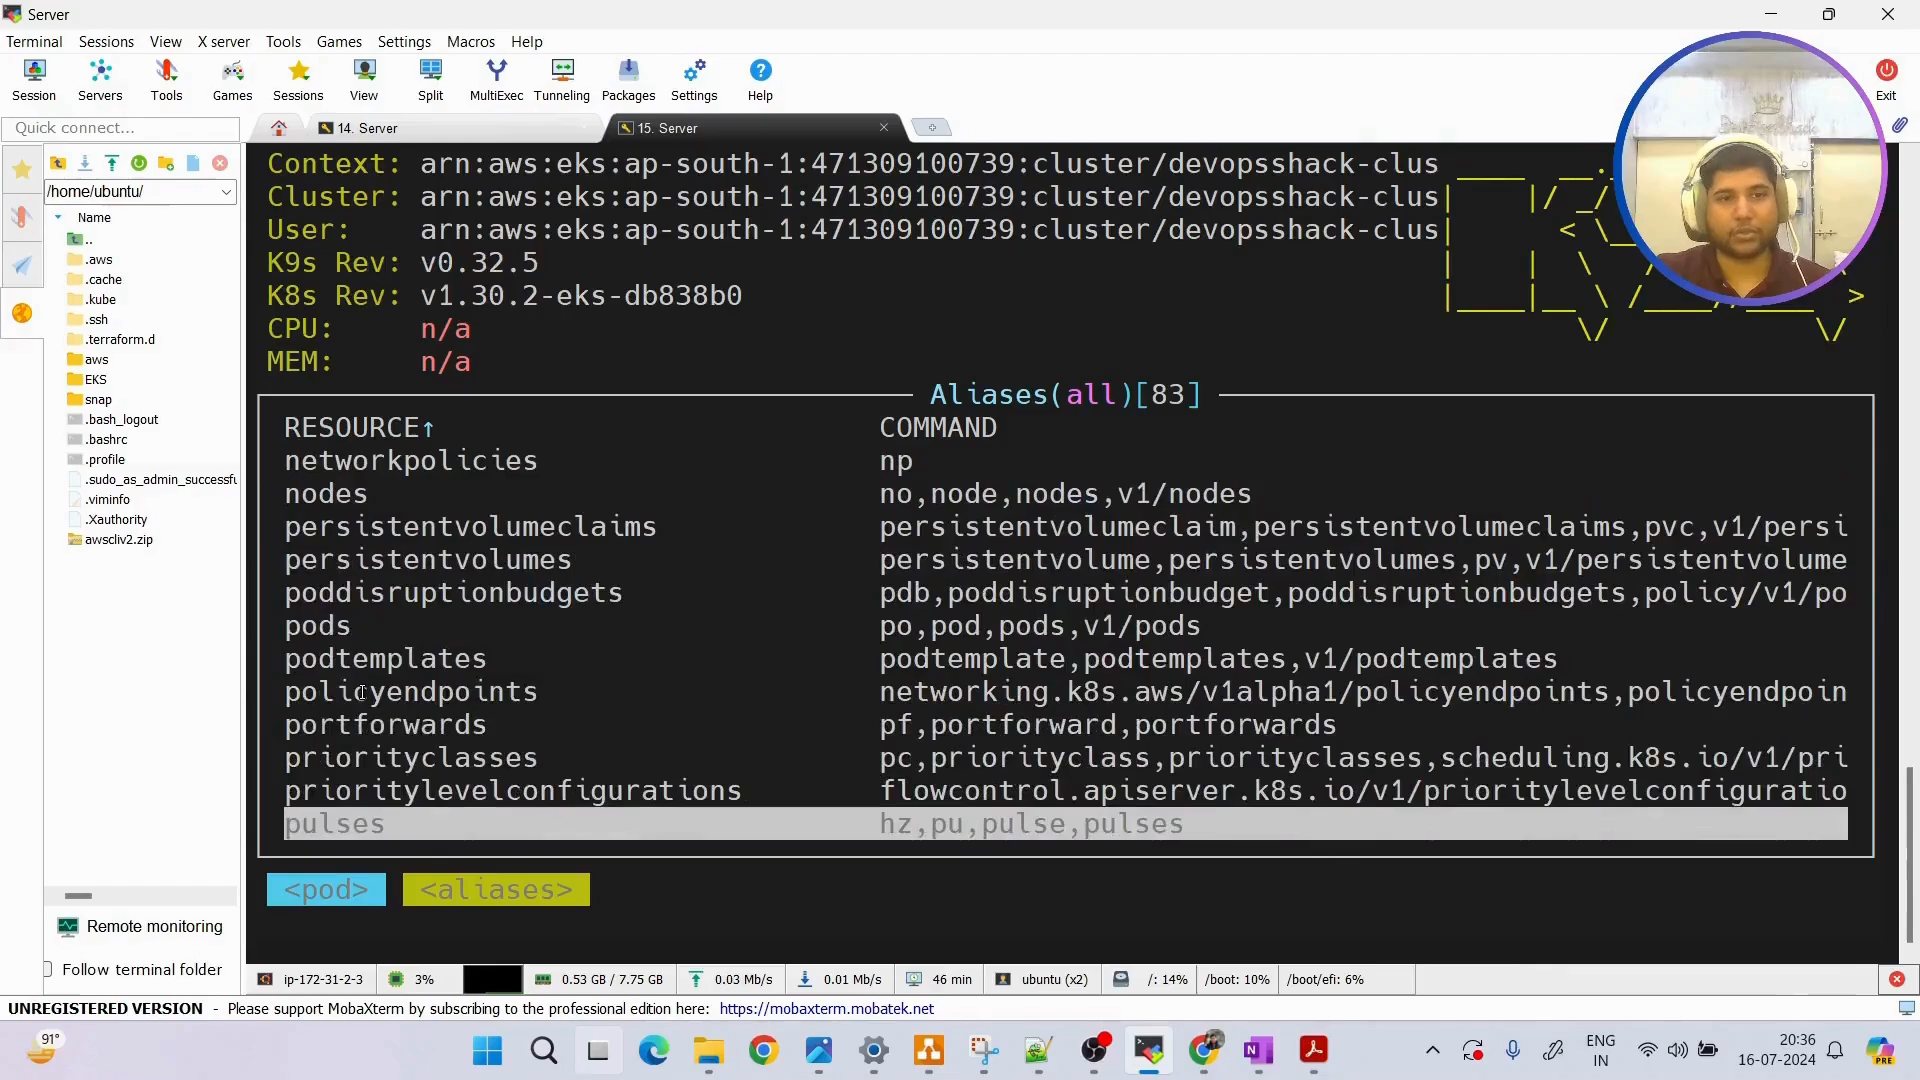 Server
Terminal Sessions View X server Tools Games Settings Macros Help
Session Servers Tools Games Sessions View Split MultiExec Tunneling Packages Settings Help Exit
Quick connect... 14. Server 15. Server
/home/ubuntu/
Name
..
.aws
.cache
.kube
.ssh
.terraform.d
aws
EKS
snap
.bash_logout
.bashrc
.profile
.sudo_as_admin_successfu
.viminfo
.Xauthority
awscliv2.zip
Remote monitoring
Follow terminal folder
Context: arn:aws:eks:ap-south-1:471309100739:cluster/devopsshack-clus
Cluster: arn:aws:eks:ap-south-1:471309100739:cluster/devopsshack-clus
User: arn:aws:eks:ap-south-1:471309100739:cluster/devopsshack-clus
K9s Rev: v0.32.5
K8s Rev: v1.30.2-eks-db838b0
CPU: n/a
MEM: n/a
Aliases(all)[83]
RESOURCE↑ COMMAND
networkpolicies np
nodes no,node,nodes,v1/nodes
persistentvolumeclaims persistentvolumeclaim,persistentvolumeclaims,pvc,v1/persi
persistentvolumes persistentvolume,persistentvolumes,pv,v1/persistentvolume
poddisruptionbudgets pdb,poddisruptionbudget,poddisruptionbudgets,policy/v1/po
pods po,pod,pods,v1/pods
podtemplates podtemplate,podtemplates,v1/podtemplates
policyendpoints networking.k8s.aws/v1alpha1/policyendpoints,policyendpoin
portforwards pf,portforward,portforwards
priorityclasses pc,priorityclass,priorityclasses,scheduling.k8s.io/v1/pri
prioritylevelconfigurations flowcontrol.apiserver.k8s.io/v1/prioritylevelconfiguratio
pulses hz,pu,pulse,pulses
<pod> <aliases>
ip-172-31-2-3 3% 0.53 GB / 7.75 GB 0.03 Mb/s 0.01 Mb/s 46 min ubuntu (x2) /: 14% /boot: 10% /boot/efi: 6%
UNREGISTERED VERSION - Please support MobaXterm by subscribing to the professional edition here: https://mobaxterm.mobatek.net
91° ENG 20:36
IN 16-07-2024
PRE